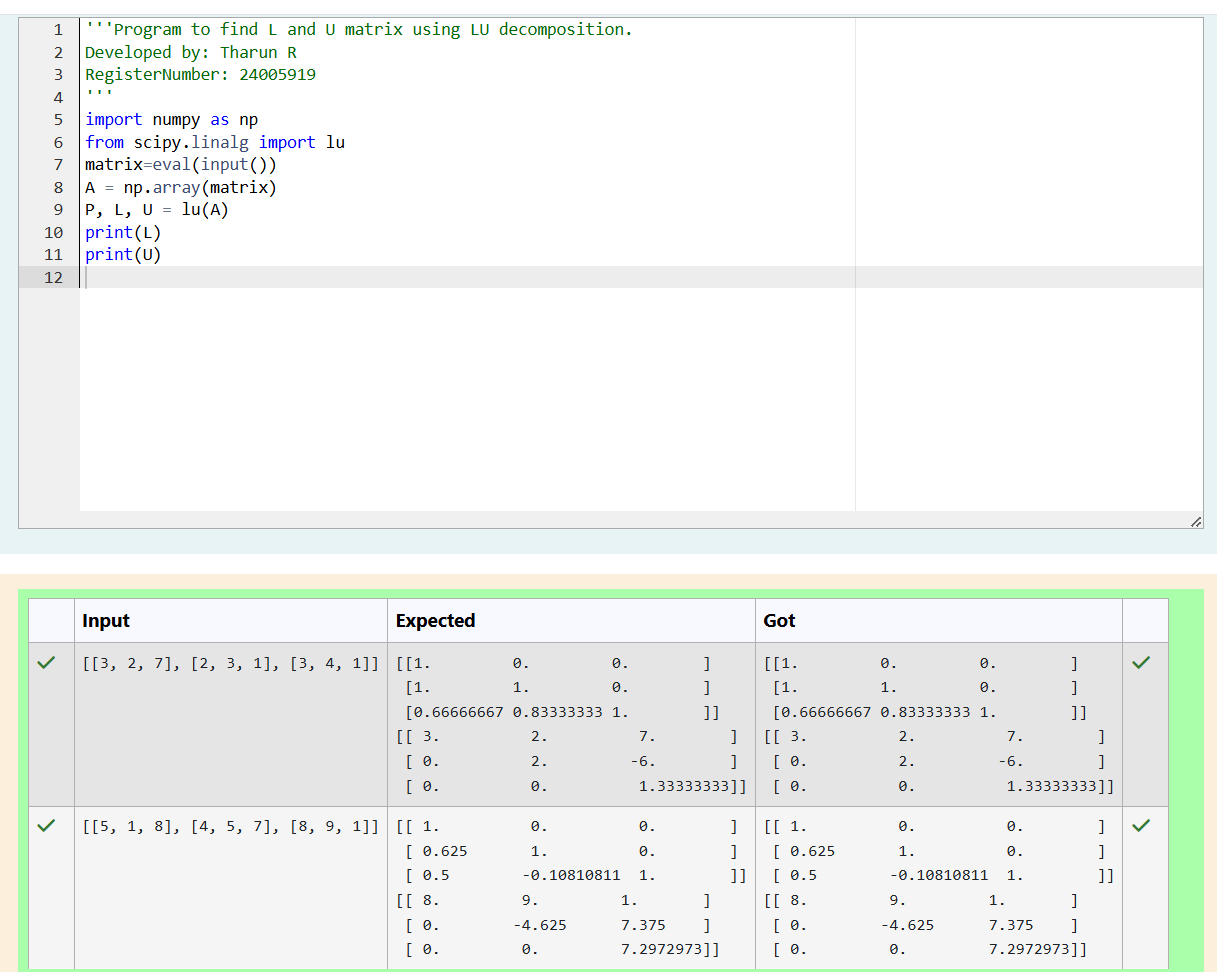 1 '''Program to find L and U matrix using LU decomposition.
2 Developed by: Tharun R
3 RegisterNumber: 24005919
4 '''
5 import numpy as np
6 from scipy.linalg import lu
7 matrix=eval(input())
8 A = np.array(matrix)
9 P, L, U = lu(A)
10 print(L)
11 print(U)
12
Input Expected Got
[[3, 2, 7], [2, 3, 1], [3, 4, 1]] [[1. 0. 0. ] [[1. 0. 0. ]
[1. 1. 0. ] [1. 1. 0. ]
[0.66666667 0.83333333 1. ]] [0.66666667 0.83333333 1. ]]
[[ 3. 2. 7. ] [[ 3. 2. 7. ]
[ 0. 2. -6. ] [ 0. 2. -6. ]
[ 0. 0. 1.33333333]] [ 0. 0. 1.33333333]]
[[5, 1, 8], [4, 5, 7], [8, 9, 1]] [[ 1. 0. 0. ] [[ 1. 0. 0. ]
[ 0.625 1. 0. ] [ 0.625 1. 0. ]
[ 0.5 -0.10810811 1. ]] [ 0.5 -0.10810811 1. ]]
[[ 8. 9. 1. ] [[ 8. 9. 1. ]
[ 0. -4.625 7.375 ] [ 0. -4.625 7.375 ]
[ 0. 0. 7.2972973]] [ 0. 0. 7.2972973]]